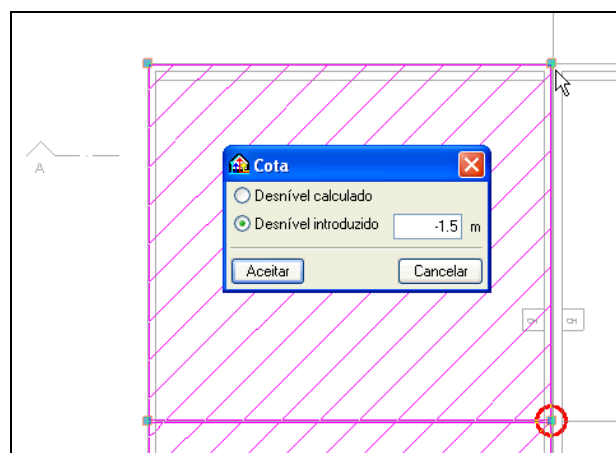 A
Cota
Desnível calculado
Desnível introduzido -1.5 m
Aceitar Cancelar